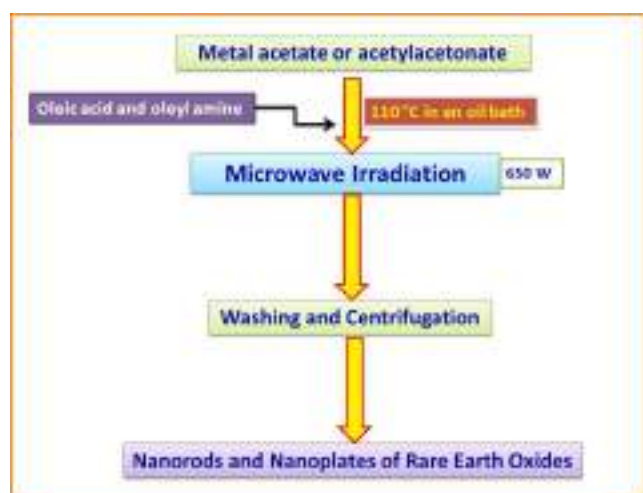 Metal acetate or acetylacetonate
Oleic acid and oleyl amine
110 °C in an oil bath
Microwave Irradiation
650 W
Washing and Centrifugation
Nanorods and Nanoplates of Rare Earth Oxides